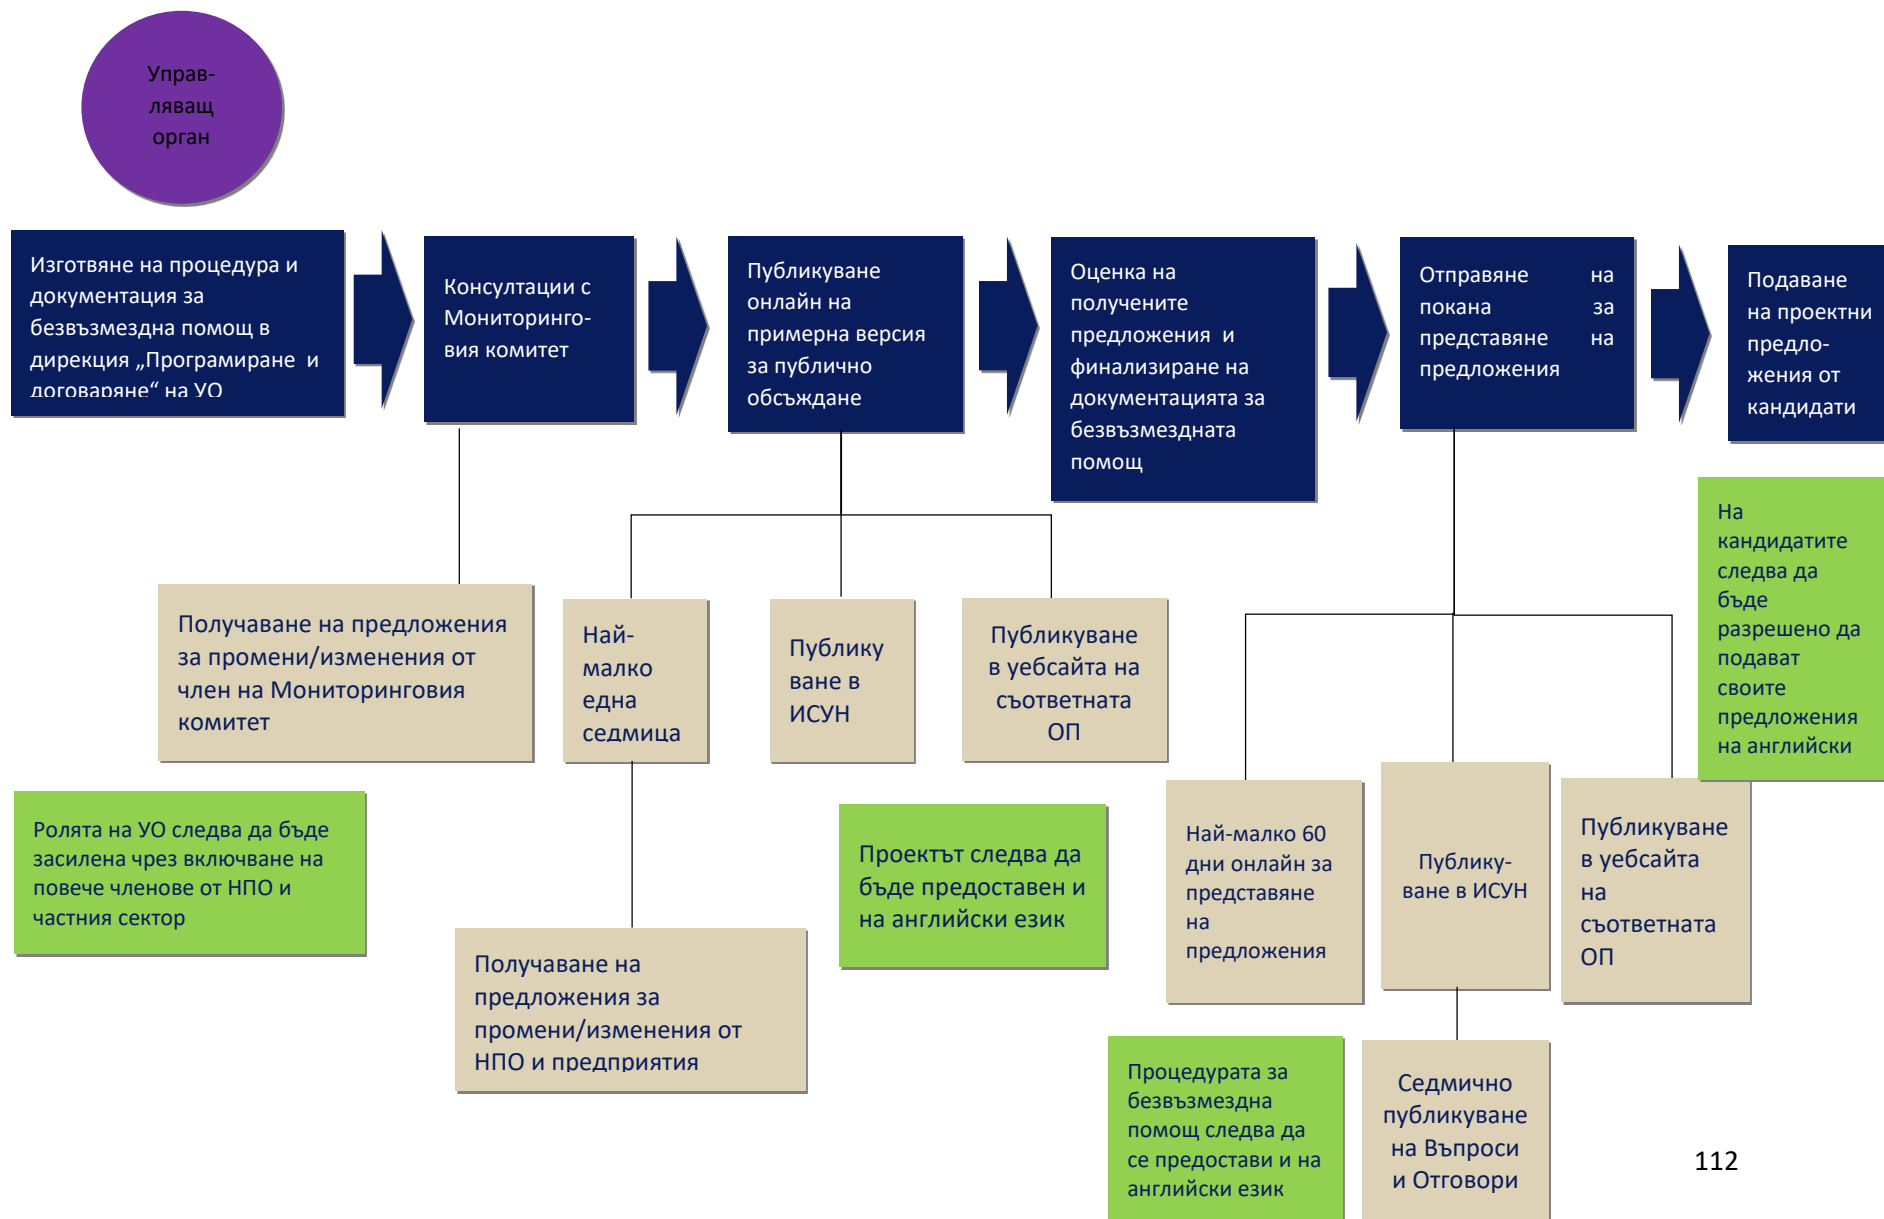 Управ-
ляващ
орган
Изготвяне на процедура и
документация за
безвъзмездна помощ в
дирекция „Програмиране и
договаряне“ на УО
Консултации с
Мониторинго-
вия комитет
Публикуване
онлайн на
примерна версия
за публично
обсъждане
Оценка на
получените
предложения и
финализиране на
документацията за
безвъзмездната
помощ
Отправяне на
покана за
представяне на
предложения
Подаване
на проектни
предло-
жения от
кандидати
На
кандидатите
следва да
бъде
разрешено да
подават
своите
предложения
на английски
Получаване на предложения
за промени/изменения от
член на Мониторинговия
комитет
Най-
малко
една
седмица
Публику
ване в
ИСУН
Публикуване
в уебсайта на
съответната
ОП
Ролята на УО следва да бъде
засилена чрез включване на
повече членове от НПО и
частния сектор
Проектът следва да
бъде предоставен и
на английски език
Най-малко 60
дни онлайн за
представяне
на
предложения
Публику-
ване в ИСУН
Публикуване
в уебсайта
на
съответната
ОП
Получаване на
предложения за
промени/изменения от
НПО и предприятия
Процедурата за
безвъзмездна
помощ следва да
се предостави и на
английски език
Седмично
публикуване
на Въпроси
и Отговори
112